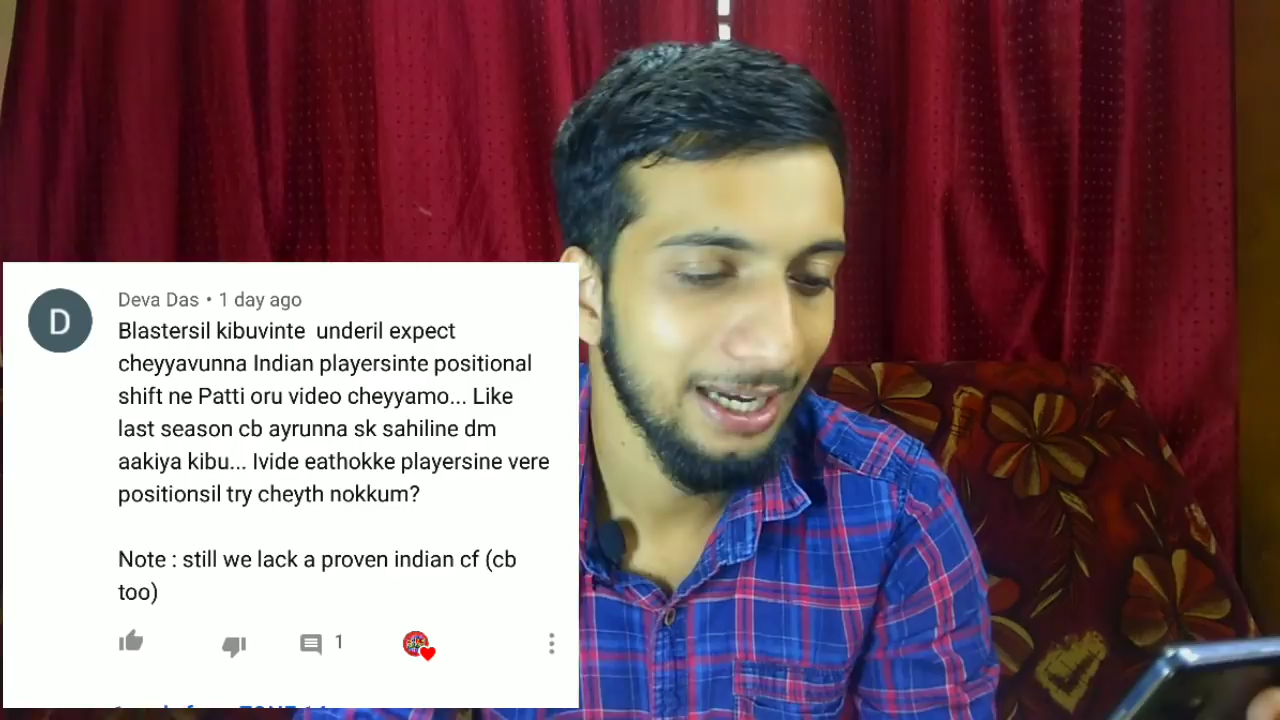 D
Deva Das • 1 day ago
Blastersil kibuvinte underil expect
cheyyavunna Indian playersinte positional
shift ne Patti oru video cheyyamo... Like
last season cb ayrunna sk sahiline dm
aakiya kibu... Ivide eathokke playersine vere
positionsil try cheyth nokkum?
Note : still we lack a proven indian cf (cb
too)
1